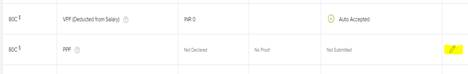 80C VPF (Deducted from Salary) INR 0 Auto Accepted
80C PPF Not Declared No Proof Not Submitted